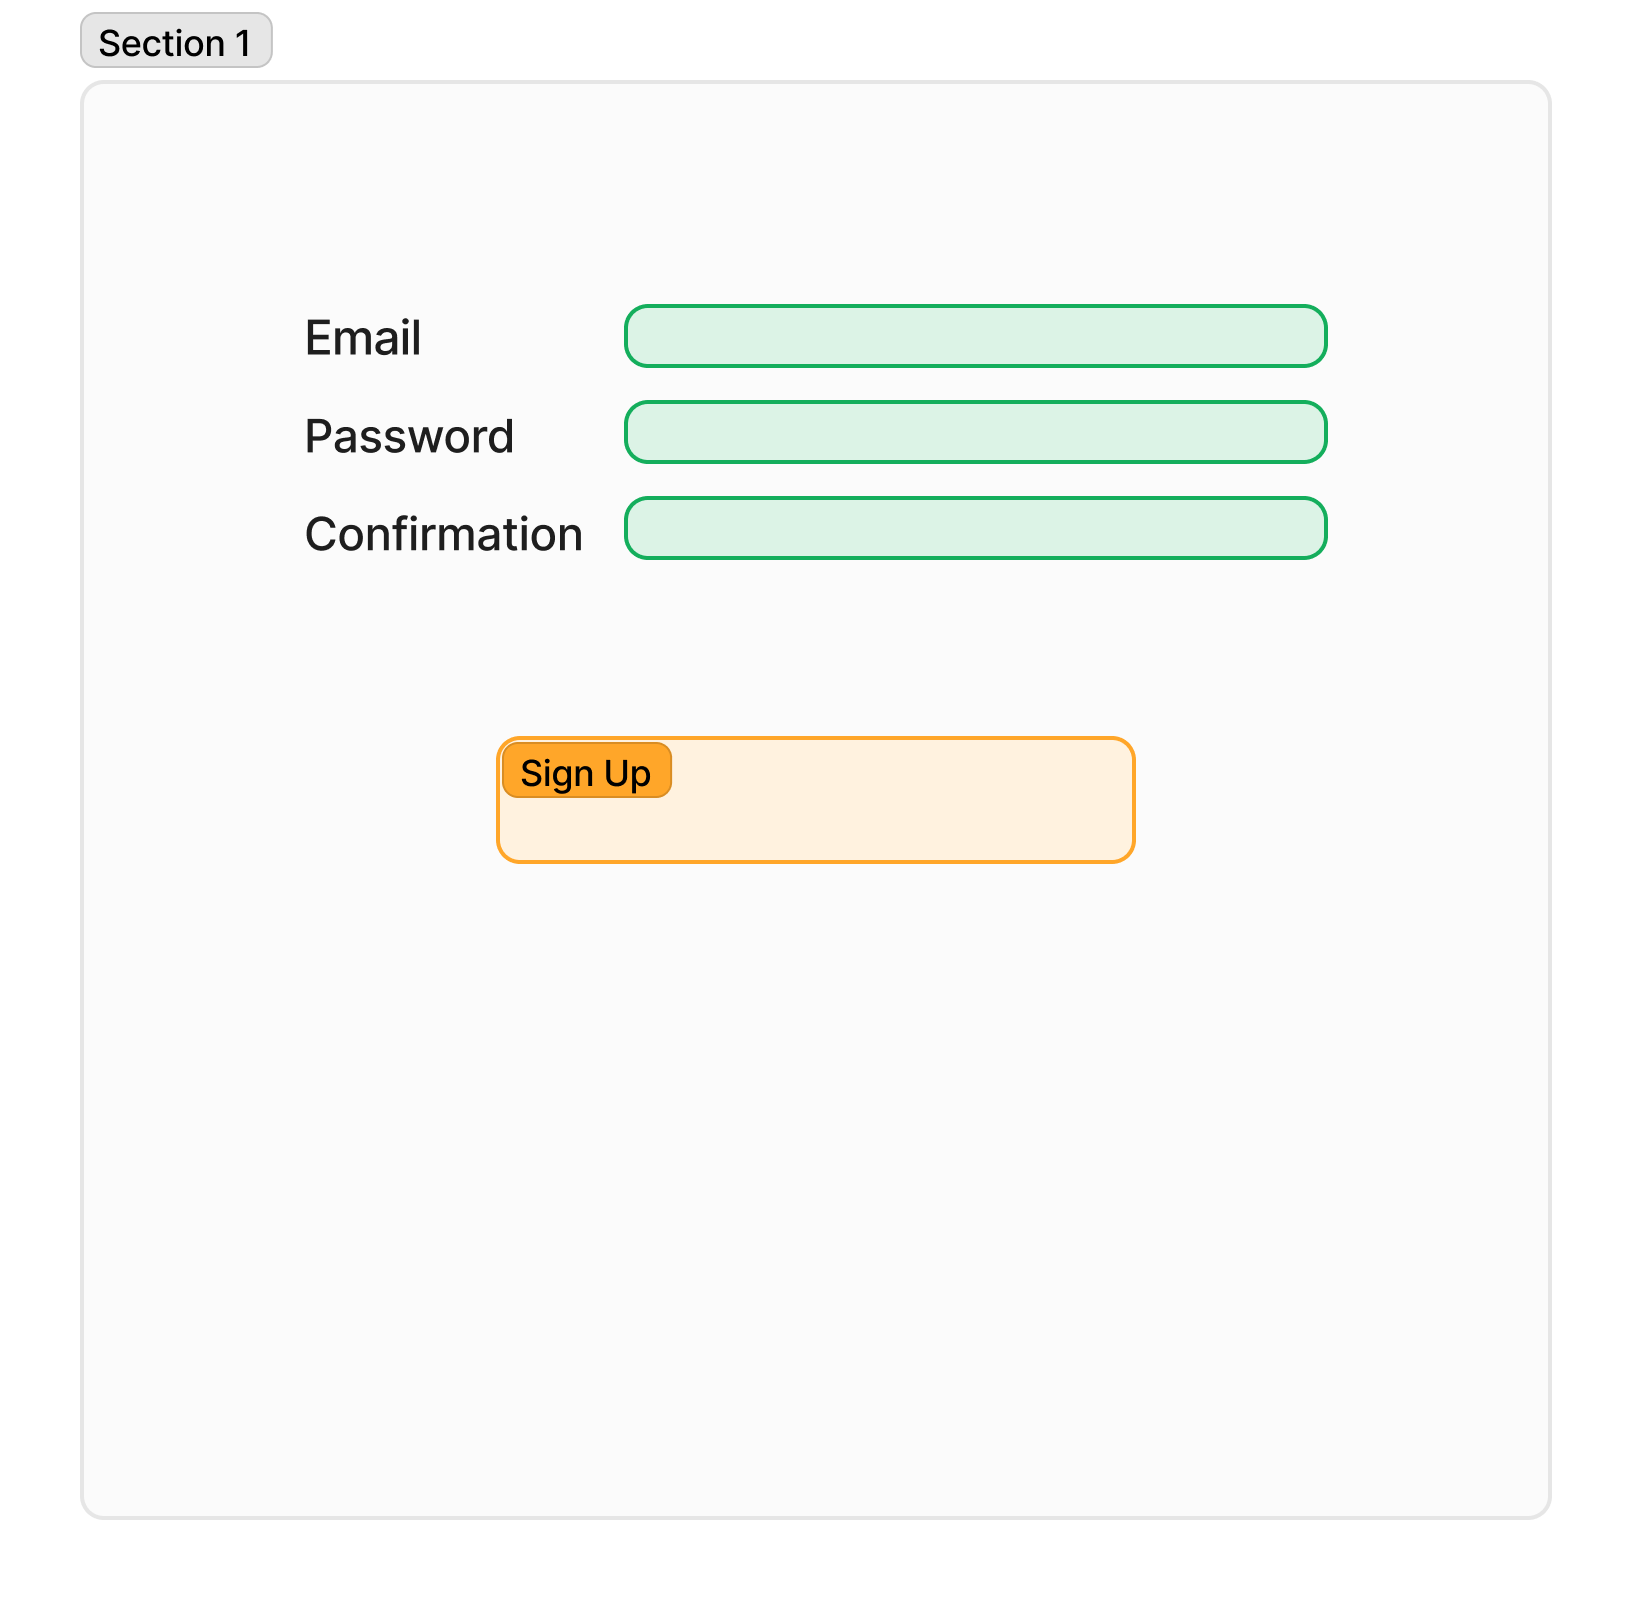 Section 1
Email
Password
Confirmation
Sign Up